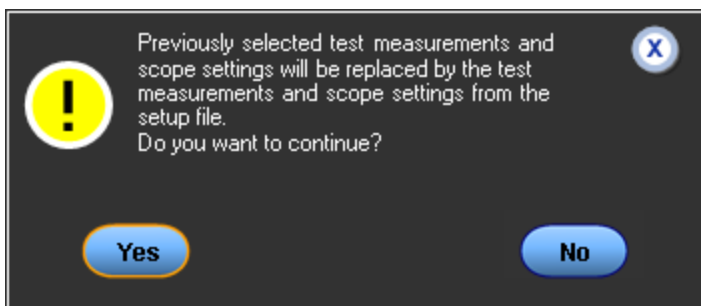 Previously selected test measurements and
scope settings will be replaced by the test
measurements and scope settings from the
setup file.
Do you want to continue?
X
!
Yes
No